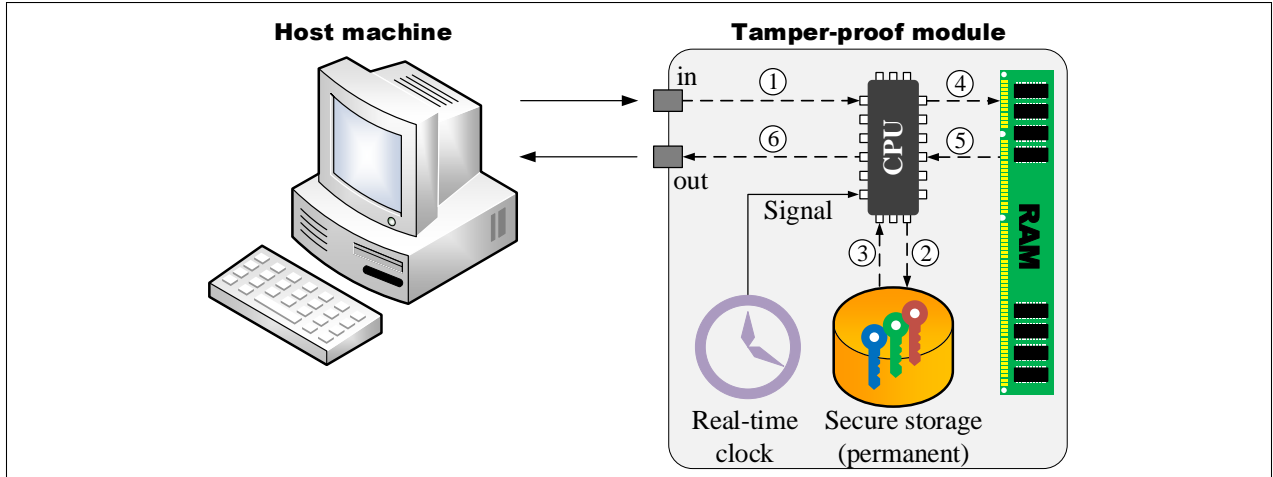 Host machine
Tamper-proof module
in
①
④
CPU
⑥
⑤
out
Signal
RAM
③
②
Real-time
clock
Secure storage
(permanent)